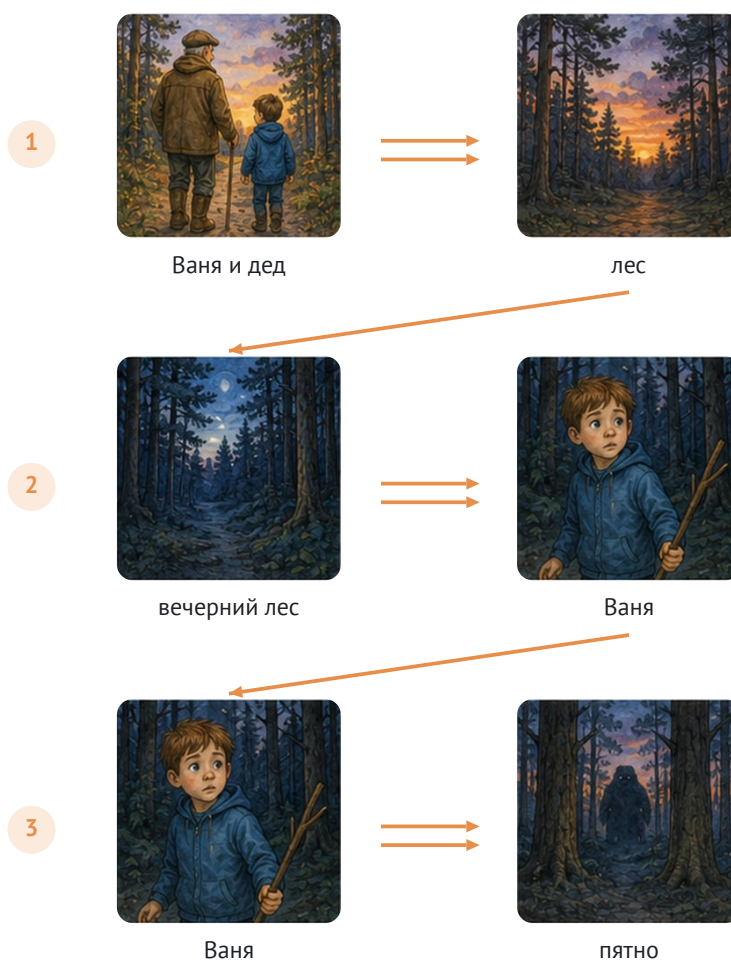 1
Ваня и дед
лес
2
вечерний лес
Ваня
3
Ваня
пятно